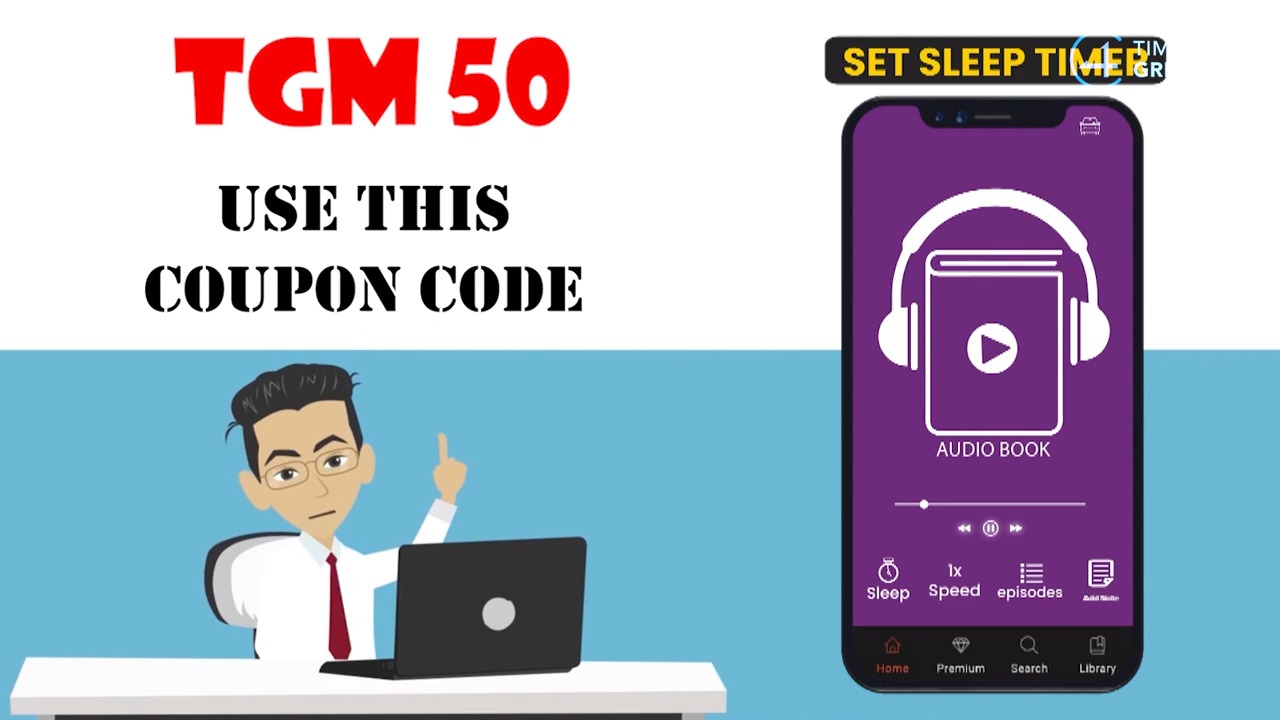 TGM 50
USE THIS
COUPON CODE
SET SLEEP TIMER
AUDIO BOOK
Sleep
1x
Speed
episodes
Home
Premium
Search
Library